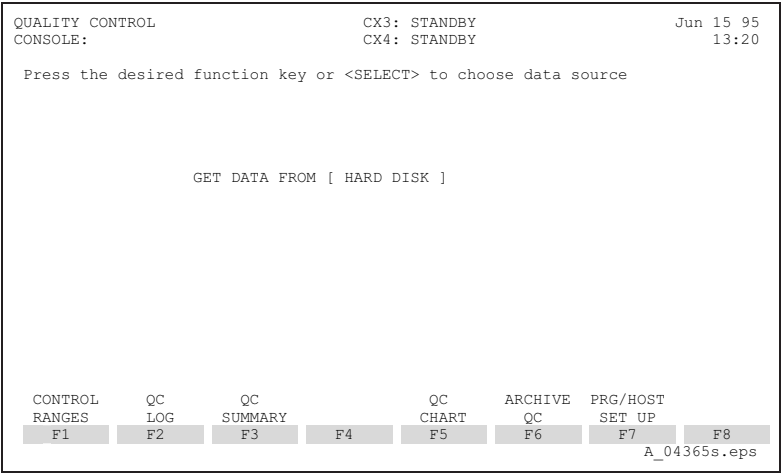 QUALITY CONTROL CX3: STANDBY Jun 15 95
CONSOLE: CX4: STANDBY 13:20
Press the desired function key or <SELECT> to choose data source
GET DATA FROM [ HARD DISK ]
CONTROL QC QC QC ARCHIVE PRG/HOST
RANGES LOG SUMMARY CHART QC SET UP
F1 F2 F3 F4 F5 F6 F7 F8
A_04365s.eps